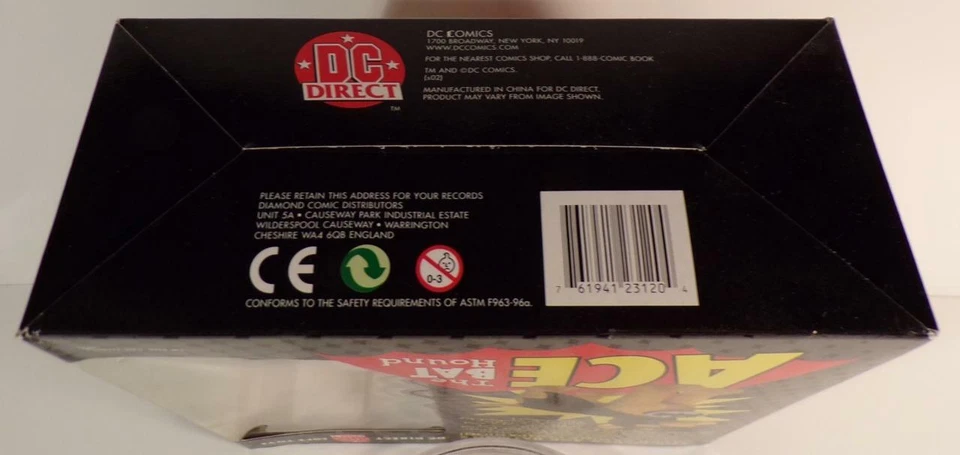 DC
DIRECT
TM
DC COMICS
1700 BROADWAY, NEW YORK, NY 10019
WWW.DCCOMICS.COM
FOR THE NEAREST COMICS SHOP, CALL 1-888-COMIC BOOK
TM AND ©DC COMICS.
(s02)
MANUFACTURED IN CHINA FOR DC DIRECT.
PRODUCT MAY VARY FROM IMAGE SHOWN.
PLEASE RETAIN THIS ADDRESS FOR YOUR RECORDS
DIAMOND COMIC DISTRIBUTORS
UNIT 5A • CAUSEWAY PARK INDUSTRIAL ESTATE
WILDERSPOOL CAUSEWAY • WARRINGTON
CHESHIRE WA4 6QB ENGLAND
CE
0-3
CONFORMS TO THE SAFETY REQUIREMENTS OF ASTM F963-96a.
7 61941 23120 4
ACE
The
BAT
Hound
DC DIRECT